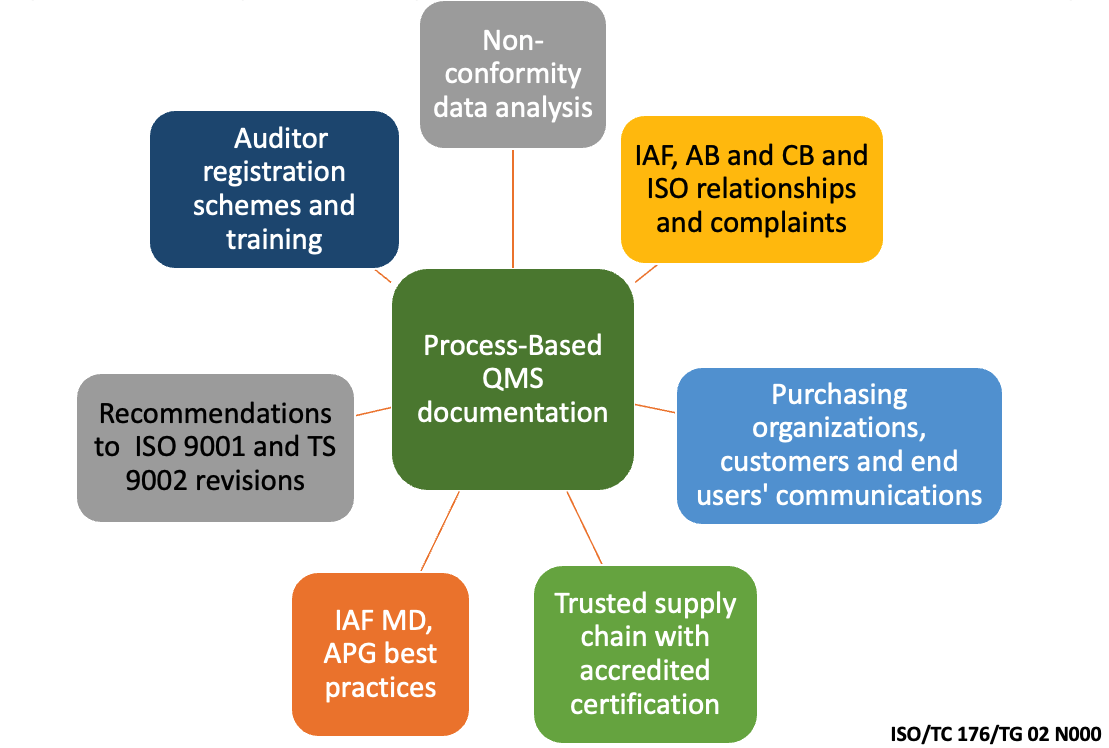 Non-
conformity
data analysis
IAF, AB and CB and
ISO relationships
and complaints
Purchasing
organizations,
customers and end
users' communications
Trusted supply
chain with
accredited
certification
IAF MD,
APG best
practices
Recommendations
to ISO 9001 and TS
9002 revisions
Auditor
registration
schemes and
training
Process-Based
QMS
documentation
ISO/TC 176/TG 02 N000